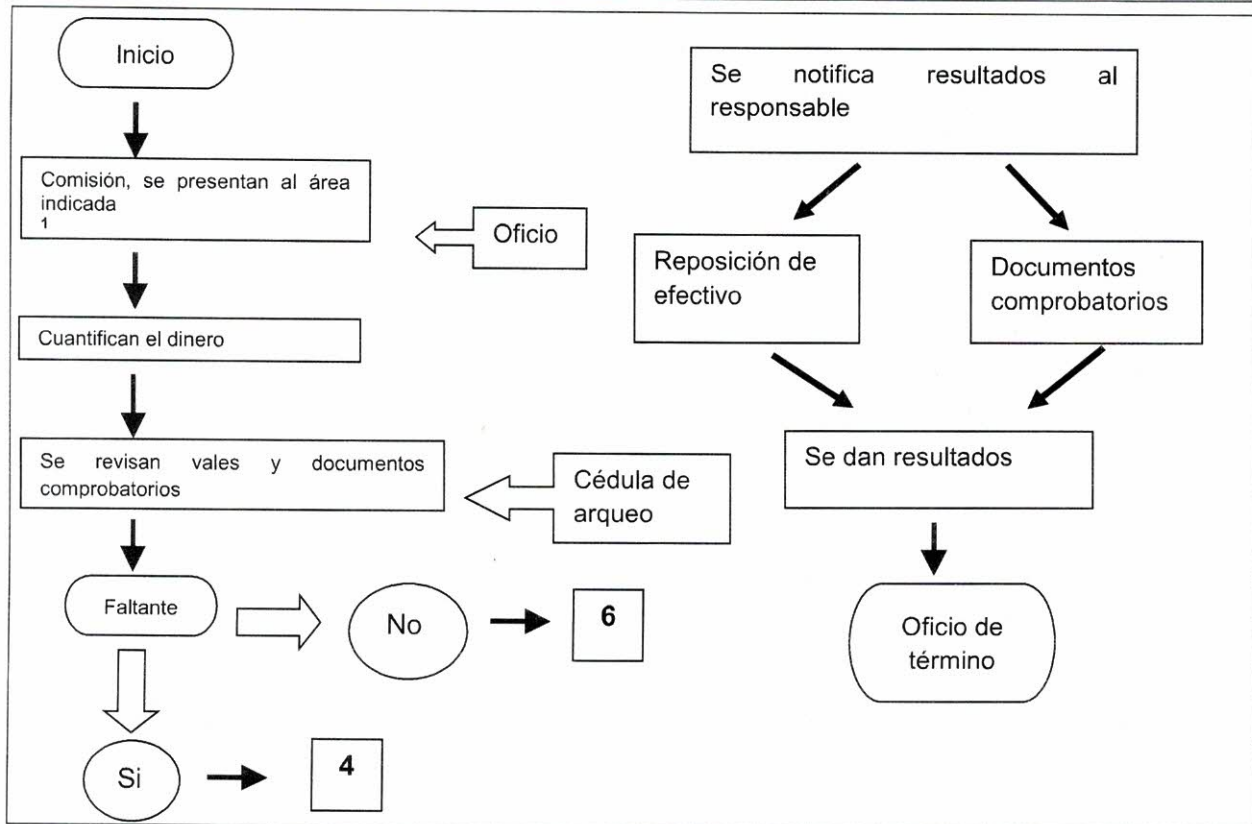 Inicio
Comisión, se presentan al área
indicada
1
Oficio
Cuantifican el dinero
Se revisan vales y documentos
comprobatorios
Cédula de
arqueo
Faltante
No
6
Si
4
Se notifica resultados al
responsable
Reposición de
efectivo
Documentos
comprobatorios
Se dan resultados
Oficio de
término